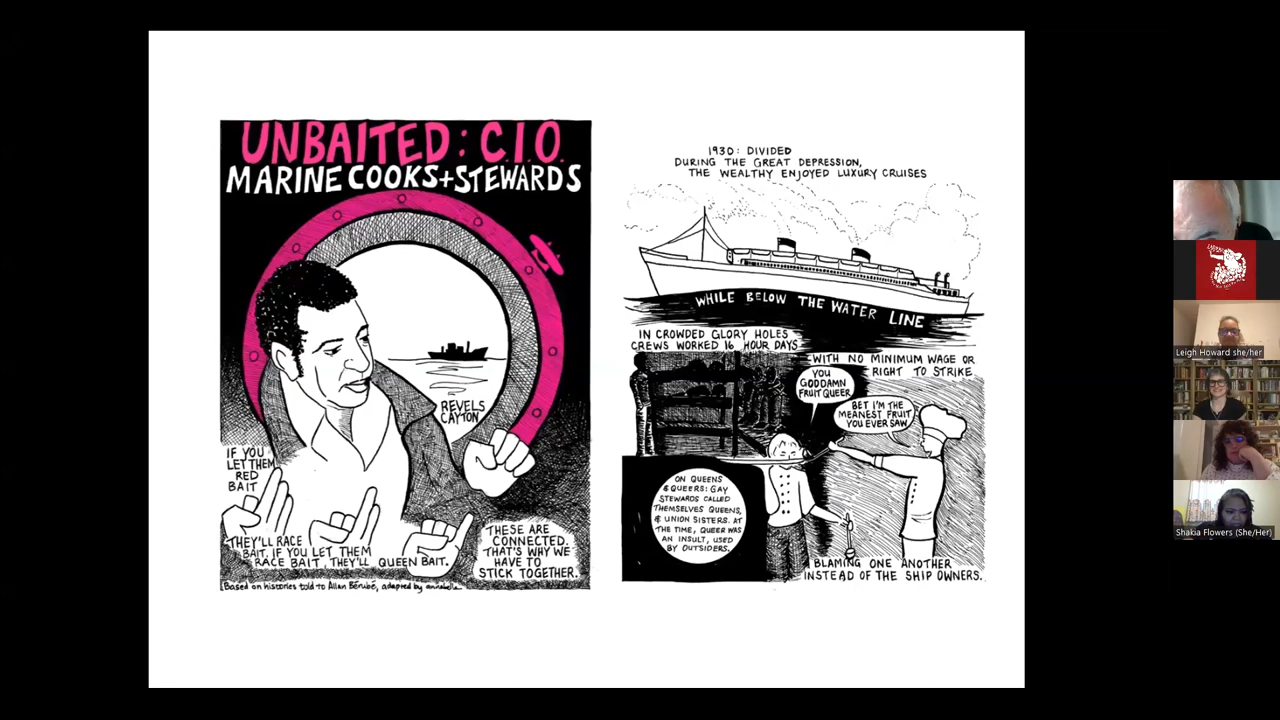 UNBAITED: C.I.O.
MARINE COOKS+STEWARDS
REVELS
CAYTON
IF YOU
LET THEM
RED
BAIT
THEY'LL RACE
BAIT. IF YOU LET THEM
RACE BAIT, THEY'LL QUEEN BAIT.
THESE ARE
CONNECTED.
THAT'S WHY WE
HAVE TO
STICK TOGETHER.
Based on histories told to Allan Bérubé, adapted by annabelle
1930: DIVIDED
DURING THE GREAT DEPRESSION,
THE WEALTHY ENJOYED LUXURY CRUISES
WHILE BELOW THE WATER LINE
IN CROWDED GLORY HOLES
CREWS WORKED 16 HOUR DAYS
WITH NO MINIMUM WAGE OR
RIGHT TO STRIKE
YOU
GODDAMN
FRUIT QUEER
BET I'M THE
MEANEST FRUIT
YOU EVER SAW
ON QUEENS
& QUEERS: GAY
STEWARDS CALLED
THEMSELVES QUEENS,
& UNION SISTERS. AT
THE TIME, QUEER WAS
AN INSULT, USED
BY OUTSIDERS.
BLAMING ONE ANOTHER
INSTEAD OF THE SHIP OWNERS.
Leigh Howard she/her
Shakia Flowers (She/Her)